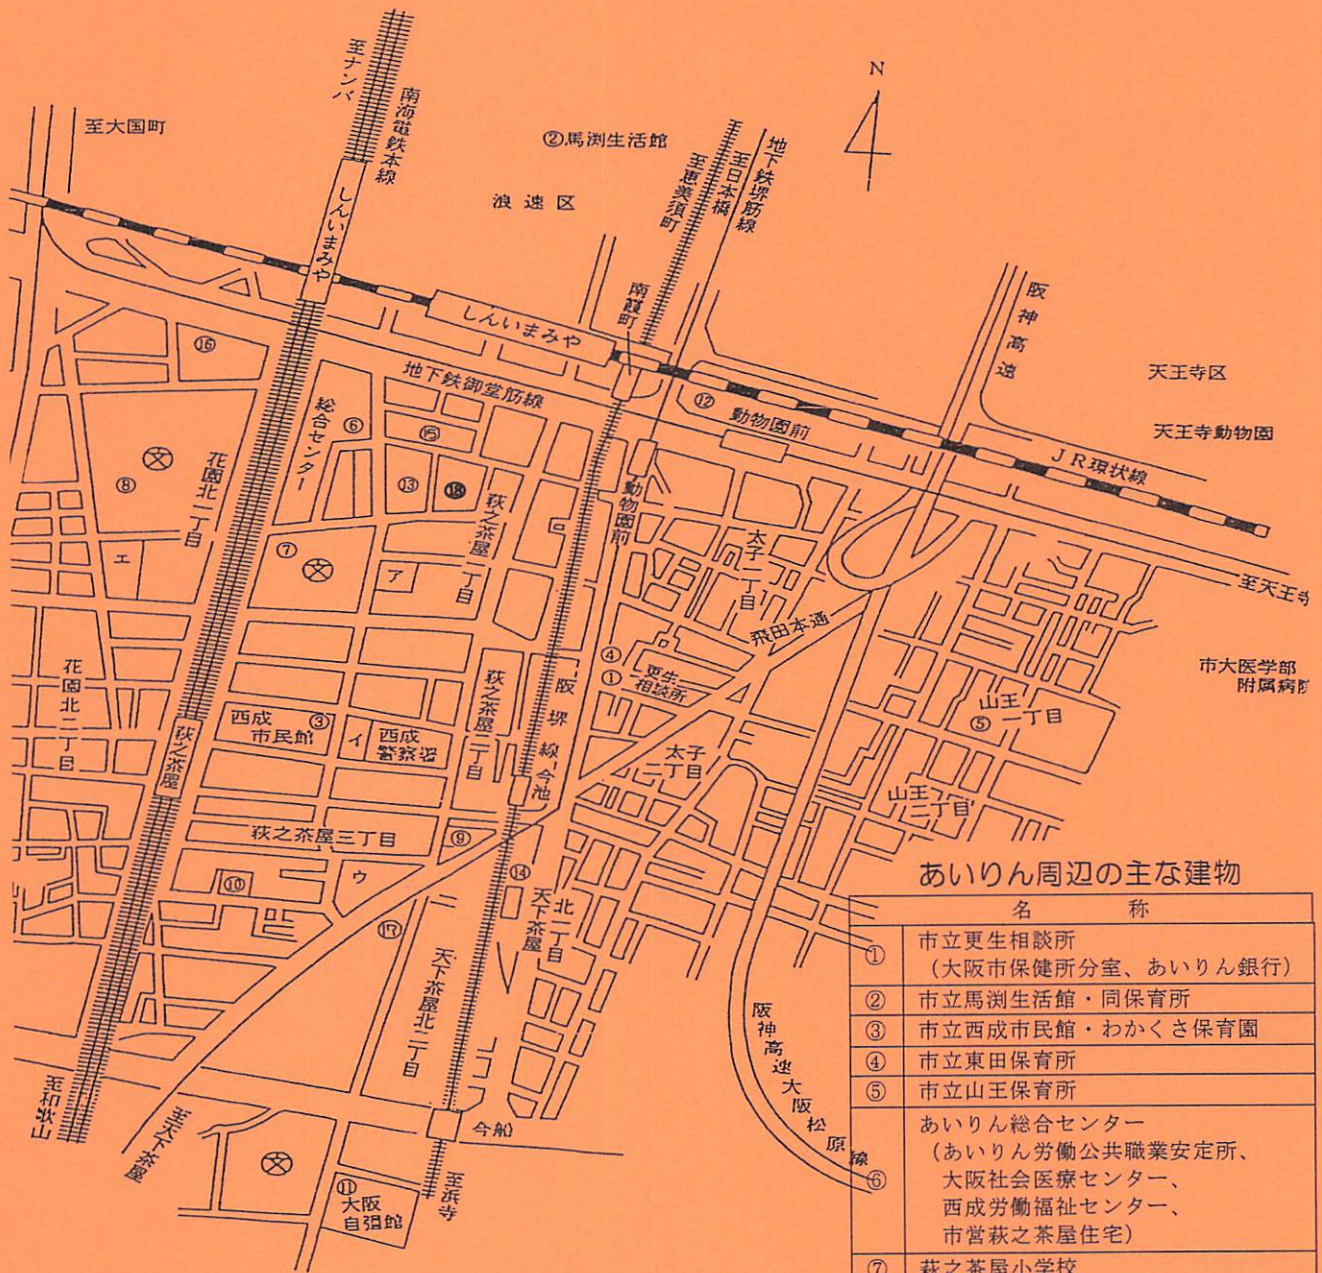 至ナンバ
南海電鉄本線
至大国町
②馬渕生活館
浪速区
至恵美須町
至日本橋
地下鉄堺筋線
N
しんいまみや
しんいまみや
南霞町
阪神高速
天王寺区
天王寺動物園
地下鉄御堂筋線
⑫
動物園前
JR現状線
至天王寺
⑯
総合センター
⑥
⑮
⑬
⑱
⑧
文
花園北一丁目
萩之茶屋一丁目
動物園前
太子一丁目
エ
⑦
文
ア
飛田本通
市大医学部
附属病院
花園北二丁目
④
①
更生
相談所
山王
一丁目
⑤
萩之茶屋
西成
市民館
③
イ
西成
警察署
萩之茶屋二丁目
阪堺線
今池
太子
二丁目
山王
二丁目
萩之茶屋三丁目
⑨
⑩
ウ
⑭
天下茶屋
北一丁目
⑰
天下茶屋北二丁目
阪神高速大阪松原線
至和歌山
至天下茶屋
今船
至浜寺
文
⑪
大阪
自彊館
あいりん周辺の主な建物
名 称
① 市立更生相談所
(大阪市保健所分室、あいりん銀行)
② 市立馬渕生活館・同保育所
③ 市立西成市民館・わかくさ保育園
④ 市立東田保育所
⑤ 市立山王保育所
⑥ あいりん総合センター
(あいりん労働公共職業安定所、
大阪社会医療センター、
西成労働福祉センター、
市営萩之茶屋住宅)
⑦ 萩之茶屋小学校